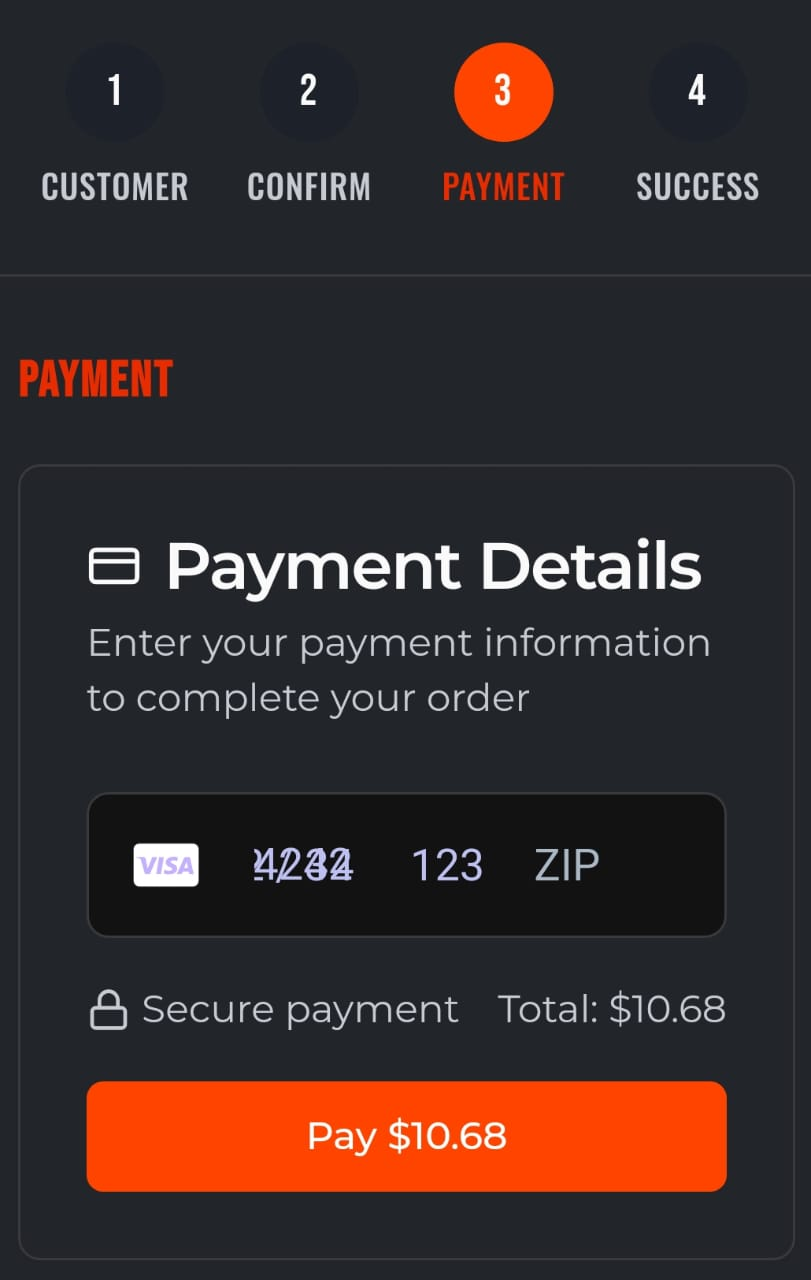 1 2 3 4
CUSTOMER CONFIRM PAYMENT SUCCESS
PAYMENT
Payment Details
Enter your payment information
to complete your order
VISA 123 ZIP
Secure payment Total: $10.68
Pay $10.68